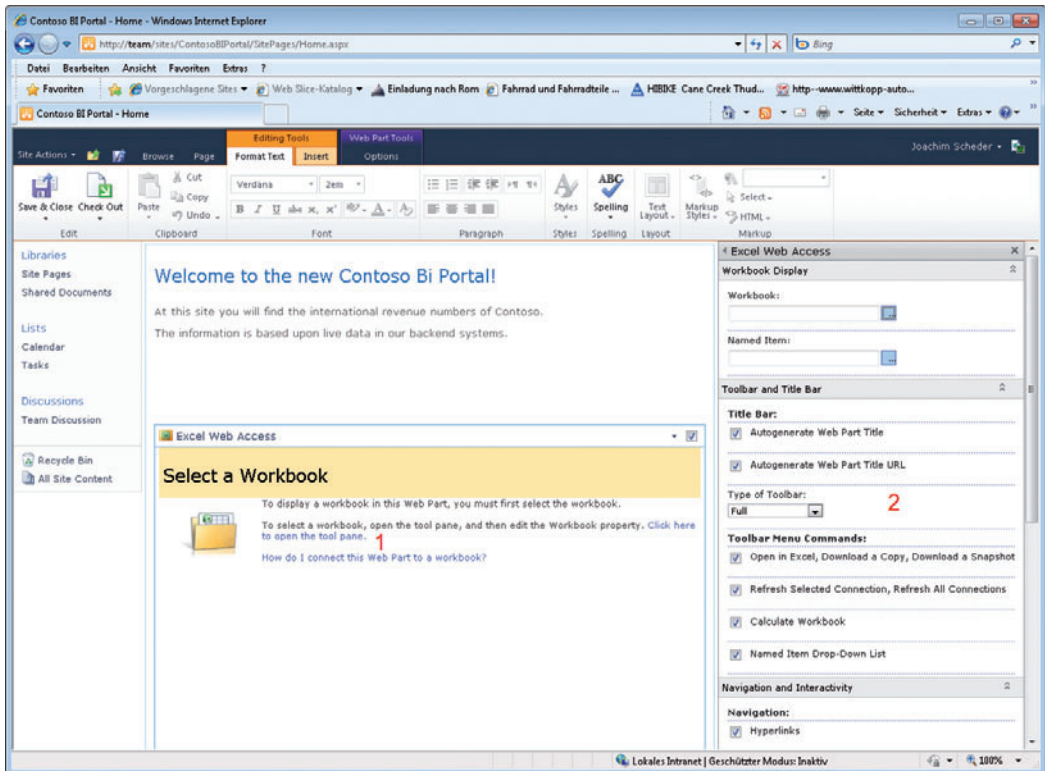 Contoso BI Portal - Home - Windows Internet Explorer
http://team/sites/ContosoBIPortal/SitePages/Home.aspx
Bing
Datei Bearbeiten Ansicht Favoriten Extras ?
Favoriten Vorgeschlagene Sites Web Slice-Katalog Einladung nach Rom Fahrrad und Fahrradteile ... HIBIKE Cane Creek Thud... http--www.wittkopp-auto...
Contoso BI Portal - Home
Seite Sicherheit Extras
Editing Tools Web Part Tools
Site Actions Browse Page Format Text Insert Options Joachim Scheder
Save & Close Check Out Paste Cut Copy Undo
Verdana 2em
B I U abc x, x² A A
Styles ABC Spelling Text Layout Markup Styles Select HTML
Edit Clipboard Font Paragraph Styles Spelling Layout Markup
Libraries
Site Pages
Shared Documents
Lists
Calendar
Tasks
Discussions
Team Discussion
Recycle Bin
All Site Content
Welcome to the new Contoso Bi Portal!
At this site you will find the international revenue numbers of Contoso.
The information is based upon live data in our backend systems.
Excel Web Access
Select a Workbook
To display a workbook in this Web Part, you must first select the workbook.
To select a workbook, open the tool pane, and then edit the Workbook property. Click here
to open the tool pane. 1
How do I connect this Web Part to a workbook?
Excel Web Access X
Workbook Display
Workbook:
...
Named Item:
...
Toolbar and Title Bar
Title Bar:
Autogenerate Web Part Title
Autogenerate Web Part Title URL
Type of Toolbar:
Full
2
Toolbar Menu Commands:
Open in Excel, Download a Copy, Download a Snapshot
Refresh Selected Connection, Refresh All Connections
Calculate Workbook
Named Item Drop-Down List
Navigation and Interactivity
Navigation:
Hyperlinks
Lokales Intranet | Geschützter Modus: Inaktiv 100%